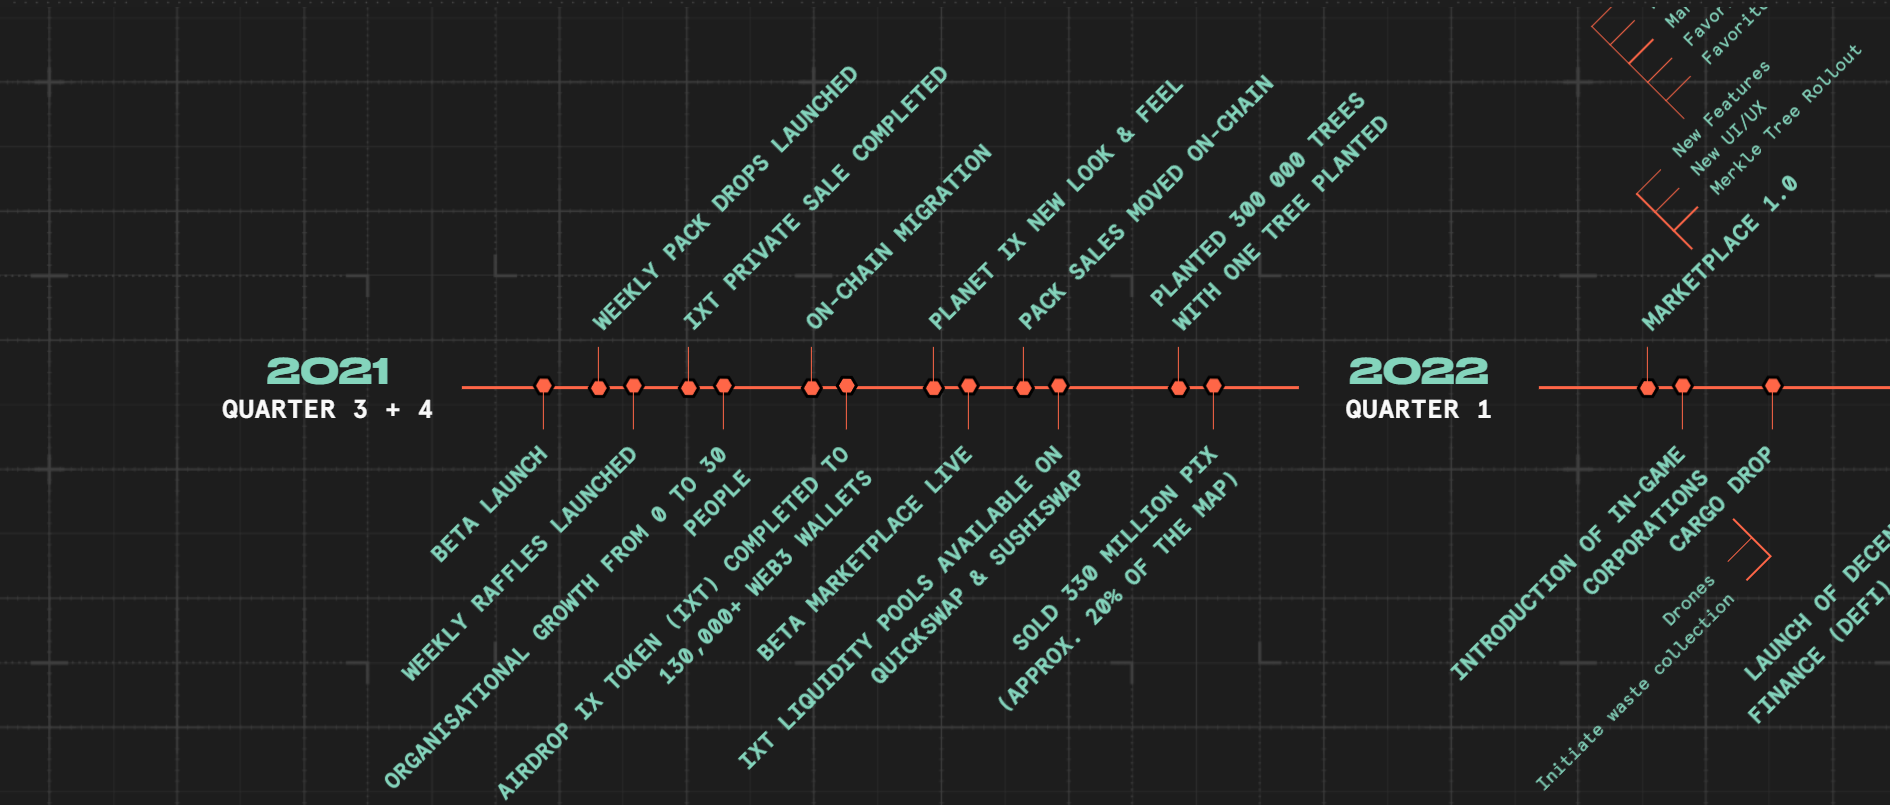 2021
QUARTER 3 + 4
WEEKLY PACK DROPS LAUNCHED
IXT PRIVATE SALE COMPLETED
ON-CHAIN MIGRATION
PLANET IX NEW LOOK & FEEL
PACK SALES MOVED ON-CHAIN
PLANTED 300 000 TREES
WITH ONE TREE PLANTED
BETA LAUNCH
WEEKLY RAFFLES LAUNCHED
ORGANISATIONAL GROWTH FROM 0 TO 30
PEOPLE
AIRDROP IX TOKEN (IXT) COMPLETED TO
130,000+ WEB3 WALLETS
BETA MARKETPLACE LIVE
IXT LIQUIDITY POOLS AVAILABLE ON
QUICKSWAP & SUSHISWAP
SOLD 330 MILLION PIX
(APPROX. 20% OF THE MAP)
2022
QUARTER 1
New Features
New UI/UX
Merkle Tree Rollout
MARKETPLACE 1.0
INTRODUCTION OF IN-GAME
CORPORATIONS
CARGO DROP
Drones
Initiate waste collection
LAUNCH OF
FINANCE (DEFI)